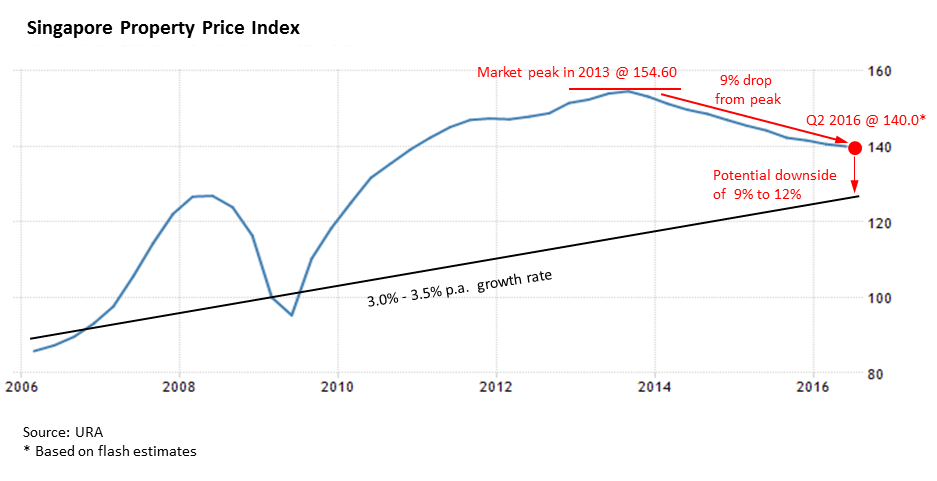 Singapore Property Price Index
Market peak in 2013 @ 154.60
9% drop
from peak
Q2 2016 @ 140.0*
Potential downside
of 9% to 12%
3.0% - 3.5% p.a. growth rate
160
140
120
100
80
2006
2008
2010
2012
2014
2016
Source: URA
* Based on flash estimates